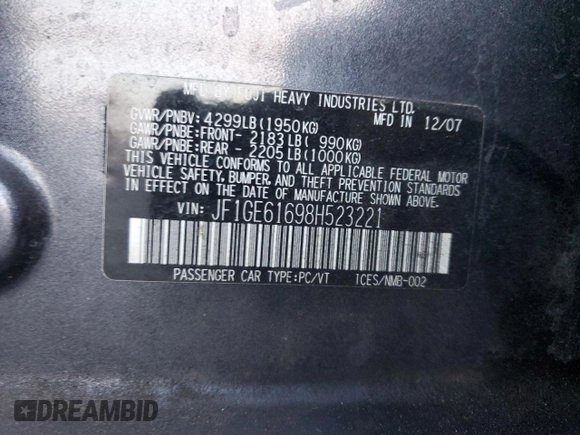 HEAVY INDUSTRIES LTD.
MFD IN 12/07
GVWR/PNBV: 4299LB(1950KG)
GAWR/PNBE:FRONT- 2183LB( 990KG)
GAWR/PNBE:REAR - 2205LB(1000KG)
THIS VEHICLE CONFORMS TO ALL APPLICABLE FEDERAL MOTOR
VEHICLE SAFETY, BUMPER, AND THEFT PREVENTION STANDARDS
IN EFFECT ON THE DATE OF MANUFACTURE SHOWN ABOVE.
VIN: JF1GE61698H523221
PASSENGER CAR TYPE:PC/VT ICES/NMB-002
DREAMBID